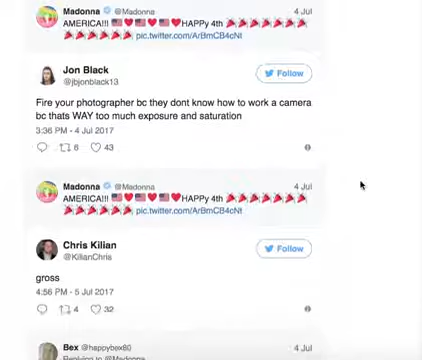 Madonna @Madonna 4 Jul
AMERICA!!! 🇺🇸❤️🇺🇸❤️🇺🇸❤️HAPPy 4th 🎉🎉🎉🎉🎉🎉🎉
🎉🎉🎉🎉🎉🎉 pic.twitter.com/ArBmCB4cNt
Jon Black
@jbjonblack13
Follow
Fire your photographer bc they dont know how to work a camera
bc thats WAY too much exposure and saturation
3:36 PM - 4 Jul 2017
6 43
Madonna @Madonna 4 Jul
AMERICA!!! 🇺🇸❤️🇺🇸❤️🇺🇸❤️HAPPy 4th 🎉🎉🎉🎉🎉🎉🎉
🎉🎉🎉🎉🎉🎉 pic.twitter.com/ArBmCB4cNt
Chris Kilian
@KilianChris
Follow
gross
4:56 PM - 5 Jul 2017
4 32
Bex @happybex80 4 Jul
Replying to @Madonna